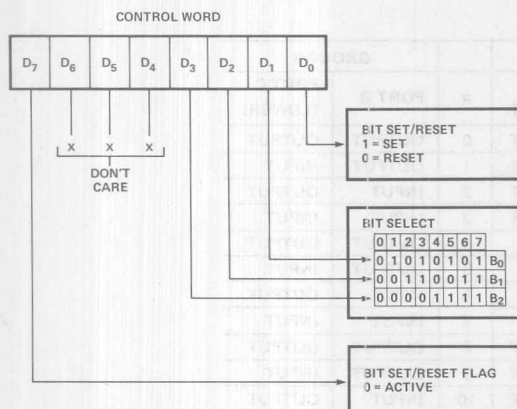 CONTROL WORD
D7 D6 D5 D4 D3 D2 D1 D0
X X X
DON'T
CARE
BIT SET/RESET
1 = SET
0 = RESET
BIT SELECT
0 1 2 3 4 5 6 7
0 1 0 1 0 1 0 1 B0
0 0 1 1 0 0 1 1 B1
0 0 0 0 1 1 1 1 B2
BIT SET/RESET FLAG
0 = ACTIVE